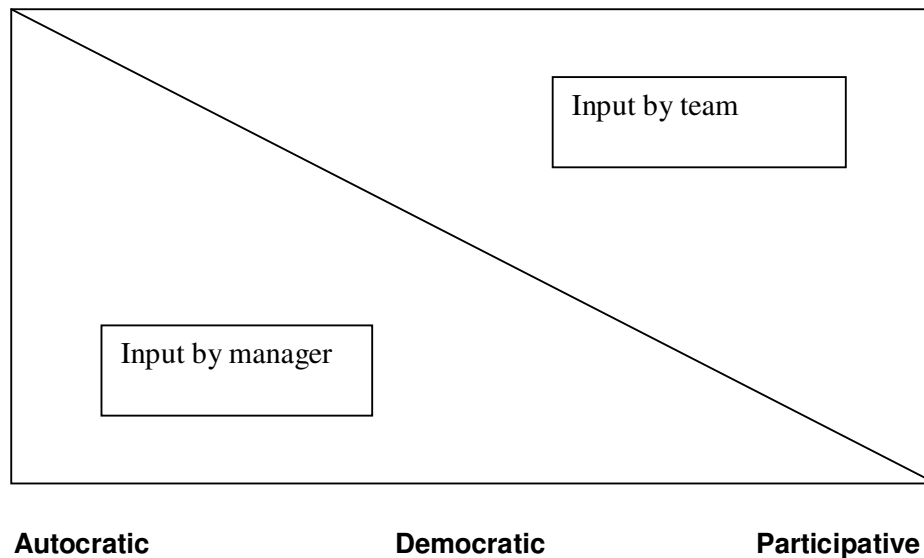 Input by team
Input by manager
Autocratic Democratic Participative